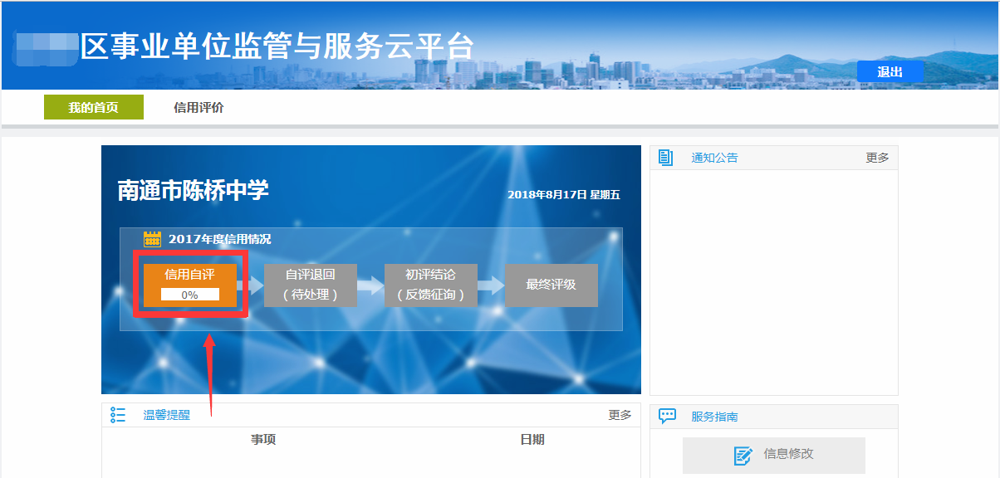 区事业单位监管与服务云平台
退出
我的首页
信用评价
南通市陈桥中学
2018年8月17日 星期五
2017年度信用情况
信用自评
0%
自评退回
（待处理）
初评结论
（反馈征询）
最终评级
通知公告
更多
温馨提醒
更多
事项
日期
服务指南
信息修改